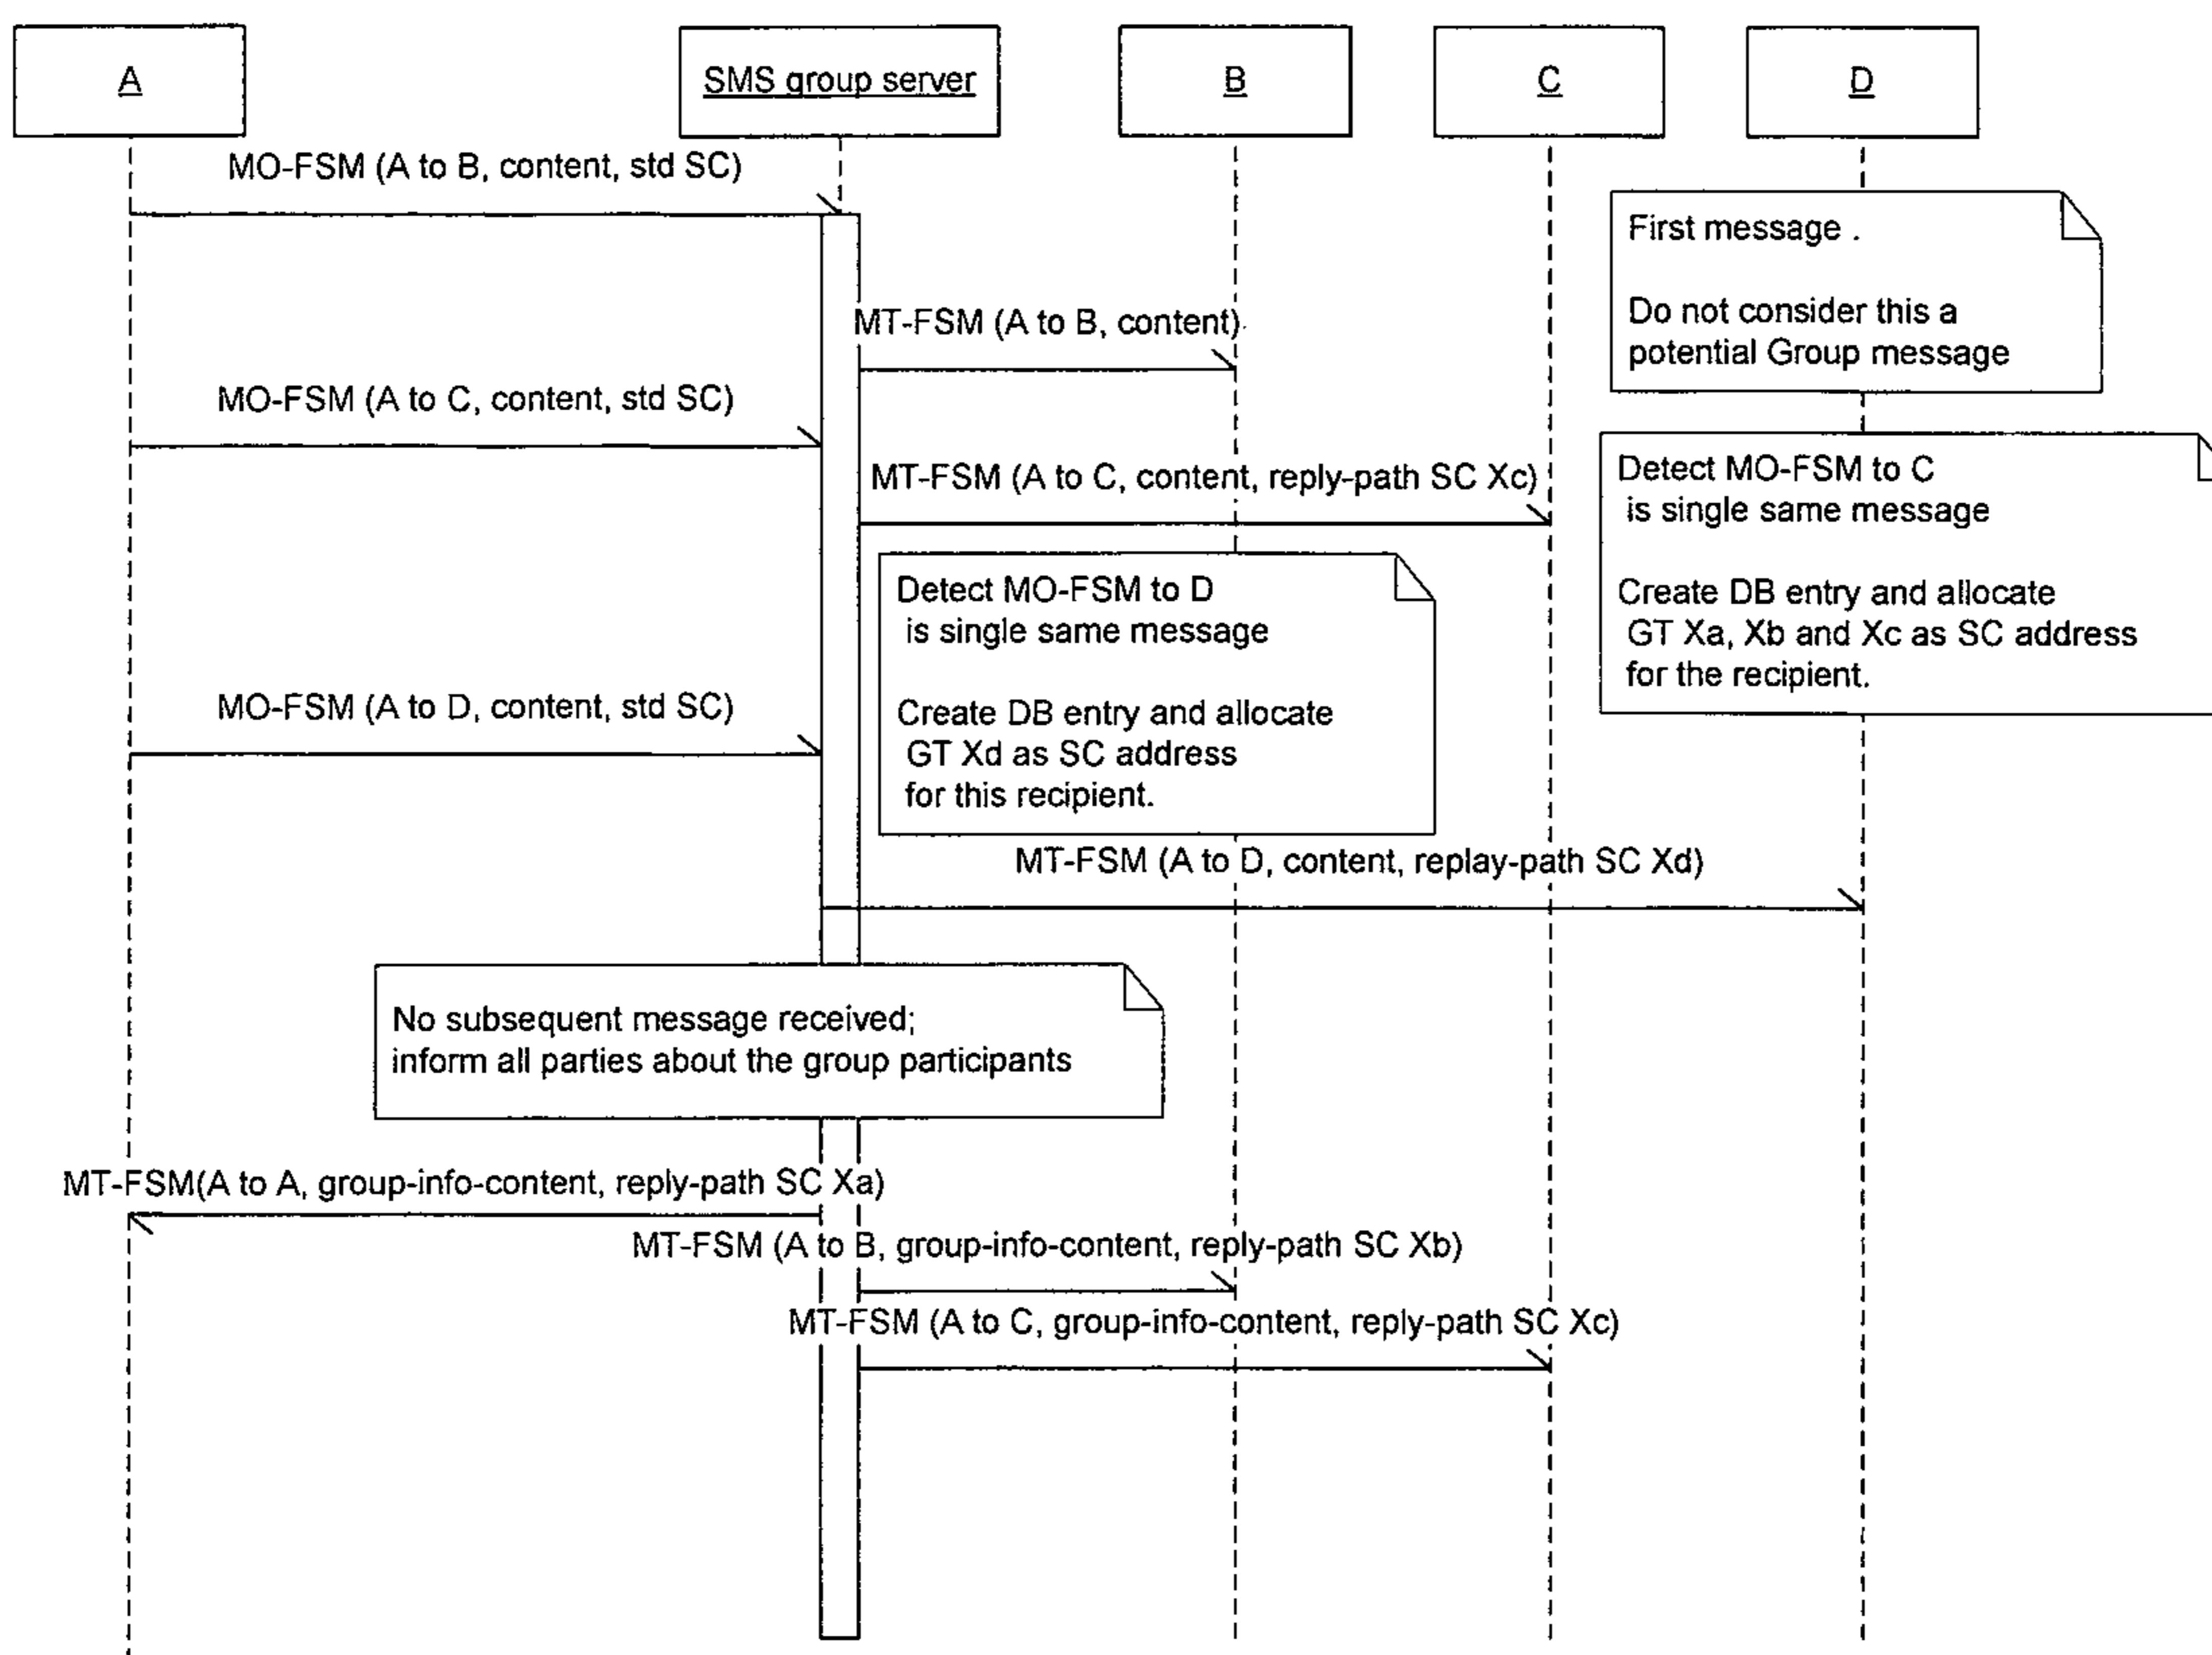 A
SMS group server
B
C
D
MO-FSM (A to B, content, std SC)
First message .
Do not consider this a
potential Group message
MT-FSM (A to B, content)
MO-FSM (A to C, content, std SC)
MT-FSM (A to C, content, reply-path SC Xc)
Detect MO-FSM to C
is single same message
Create DB entry and allocate
GT Xa, Xb and Xc as SC address
for the recipient.
Detect MO-FSM to D
is single same message
Create DB entry and allocate
GT Xd as SC address
for this recipient.
MO-FSM (A to D, content, std SC)
MT-FSM (A to D, content, replay-path SC Xd)
No subsequent message received;
inform all parties about the group participants
MT-FSM(A to A, group-info-content, reply-path SC Xa)
MT-FSM (A to B, group-info-content, reply-path SC Xb)
MT-FSM (A to C, group-info-content, reply-path SC Xc)